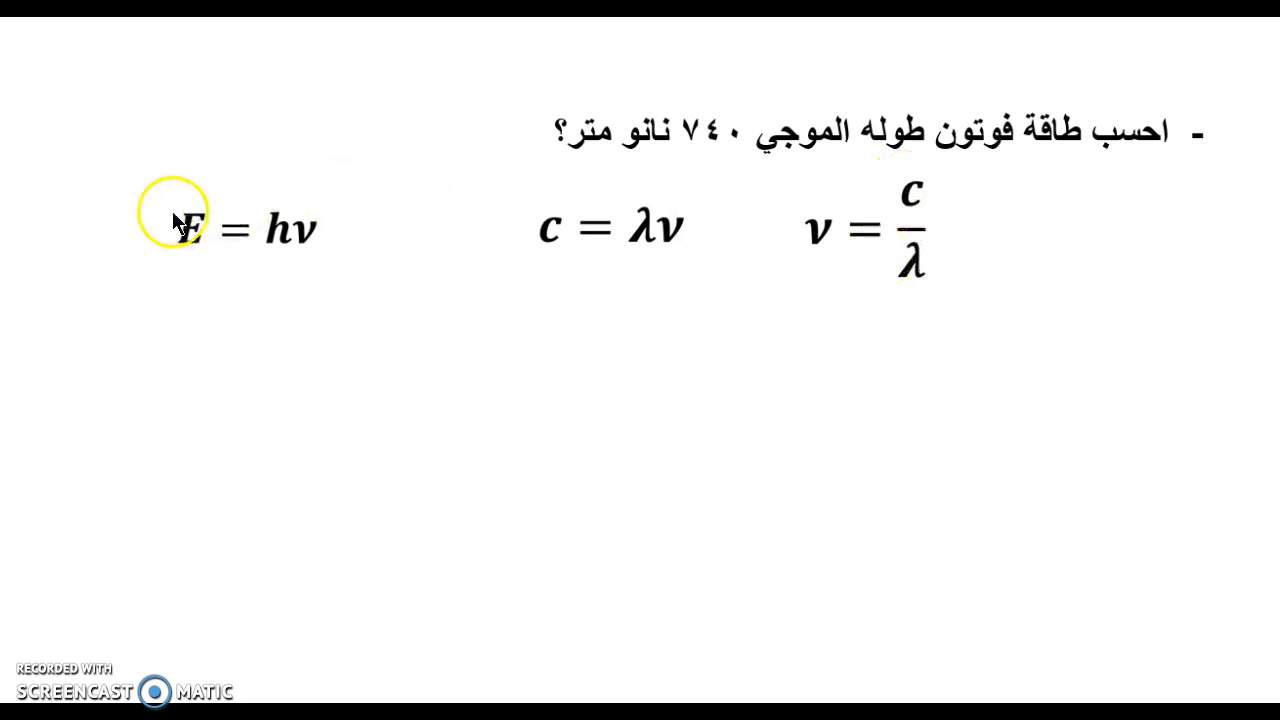 - احسب طاقة فوتون طوله الموجي ٧٤٠ نانو متر؟
E = hν
c = λν
ν = c/λ
RECORDED WITH
SCREENCAST MATIC